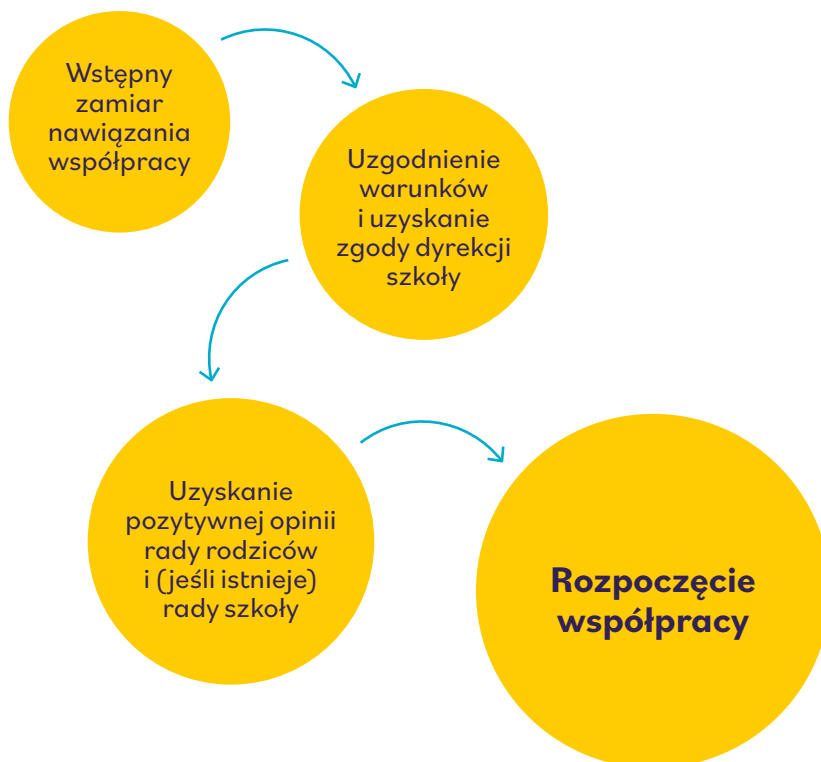 Wstępny
zamiar
nawiązania
współpracy
Uzgodnienie
warunków
i uzyskanie
zgody dyrekcji
szkoły
Uzyskanie
pozytywnej opinii
rady rodziców
i (jeśli istnieje)
rady szkoły
Rozpoczęcie
współpracy